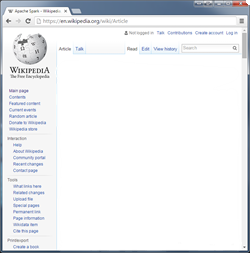 Apache Spark - Wikipedia
https://en.wikipedia.org/wiki/Article
Not logged in Talk Contributions Create account Log in
Article Talk Read Edit View history Search
WIKIPEDIA
The Free Encyclopedia
Main page
Contents
Featured content
Current events
Random article
Donate to Wikipedia
Wikipedia store
Interaction
Help
About Wikipedia
Community portal
Recent changes
Contact page
Tools
What links here
Related changes
Upload file
Special pages
Permanent link
Page information
Wikidata item
Cite this page
Print/export
Create a book